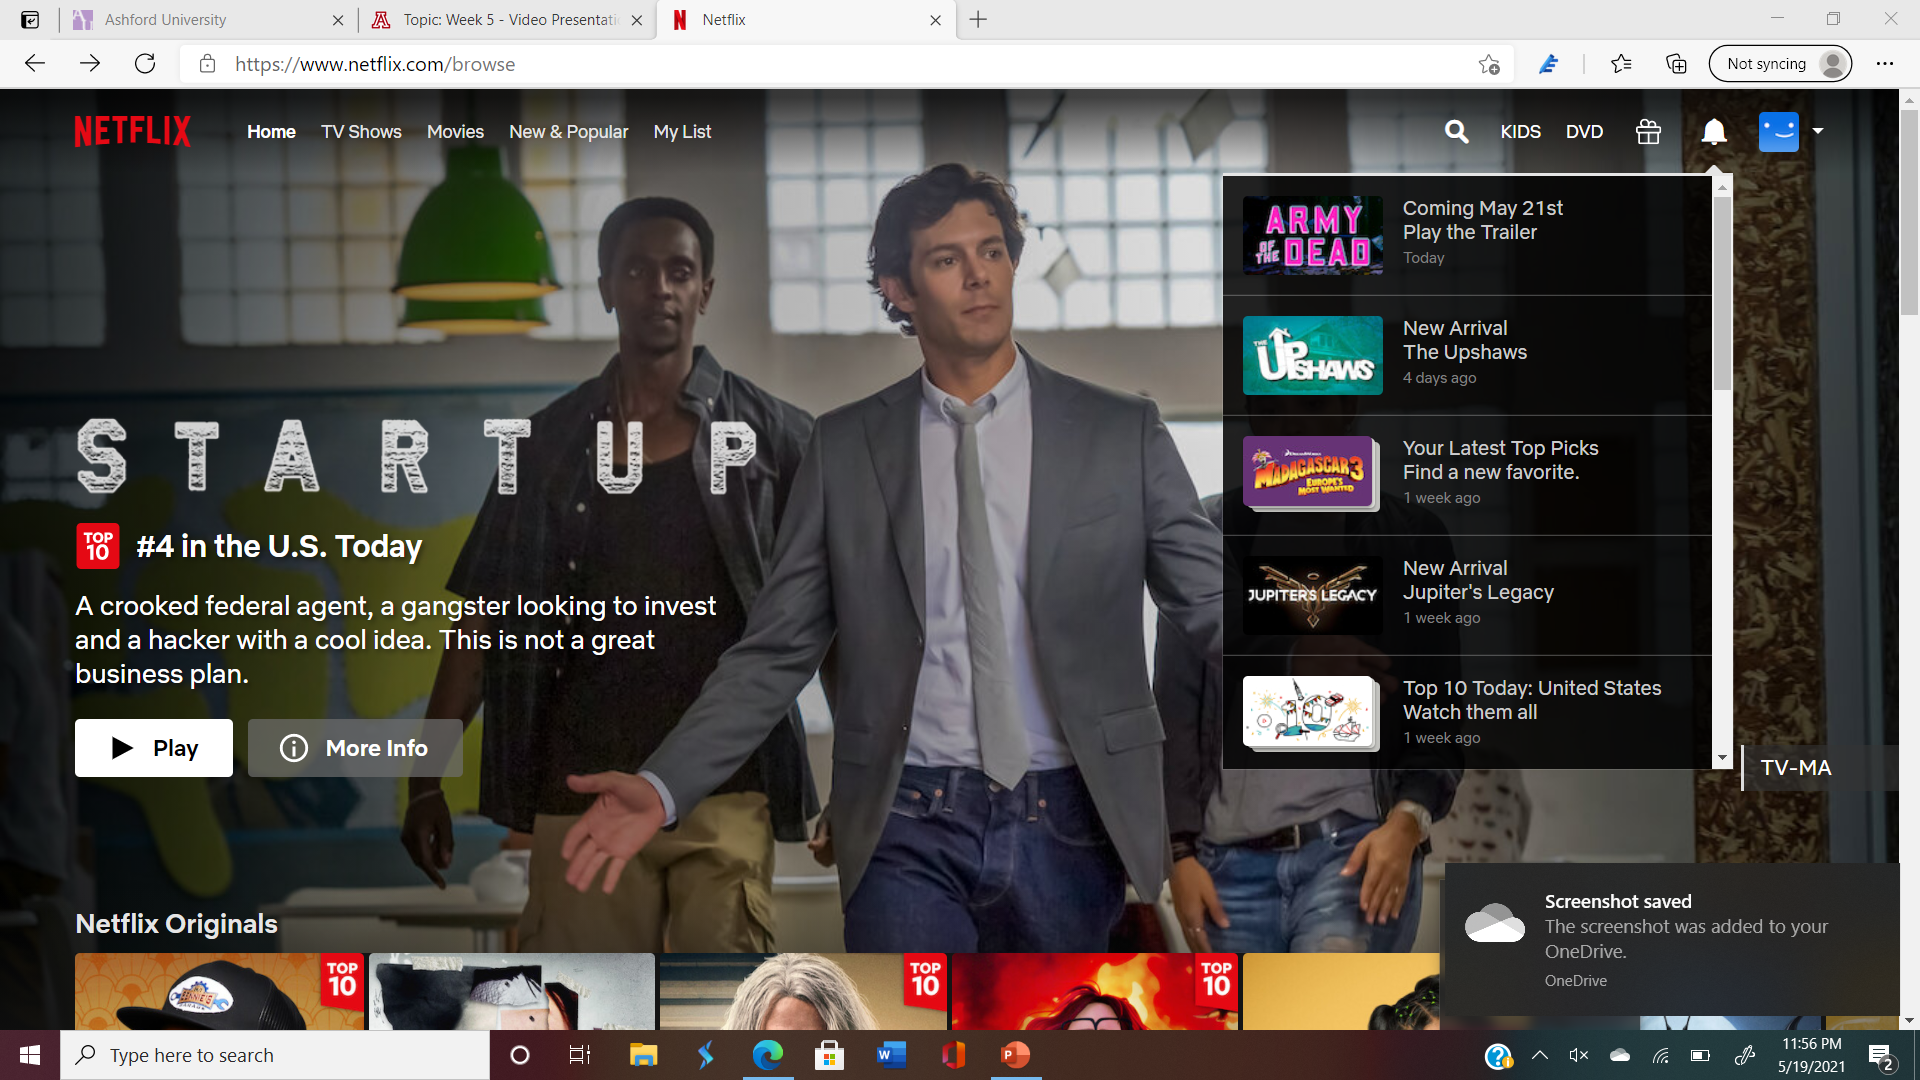 Ashford University
Topic: Week 5 - Video Presentati
Netflix
https://www.netflix.com/browse
Not syncing
NETFLIX
Home
TV Shows
Movies
New & Popular
My List
KIDS
DVD
ARMY
OF THE DEAD
Coming May 21st
Play the Trailer
Today
THE UPSHAWS
New Arrival
The Upshaws
4 days ago
DREAMWORKS
MADAGASCAR 3
EUROPE'S
MOST WANTED
Your Latest Top Picks
Find a new favorite.
1 week ago
JUPITER'S LEGACY
New Arrival
Jupiter's Legacy
1 week ago
10
Top 10 Today: United States
Watch them all
1 week ago
STARTUP
TOP
10
#4 in the U.S. Today
A crooked federal agent, a gangster looking to invest
and a hacker with a cool idea. This is not a great
business plan.
Play
More Info
TV-MA
Netflix Originals
TOP
10
TOP
10
TOP
10
Screenshot saved
The screenshot was added to your
OneDrive.
OneDrive
Type here to search
11:56 PM
5/19/2021
2